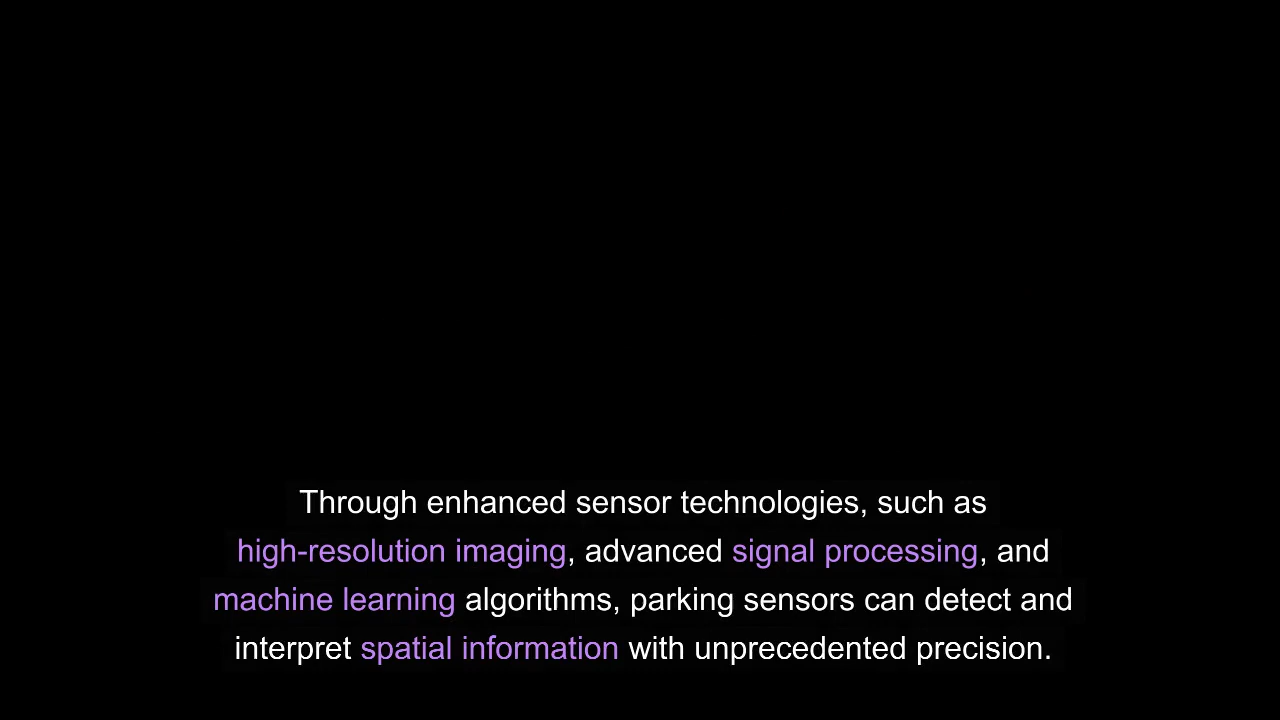 Through enhanced sensor technologies, such as
high-resolution imaging, advanced signal processing, and
machine learning algorithms, parking sensors can detect and
interpret spatial information with unprecedented precision.